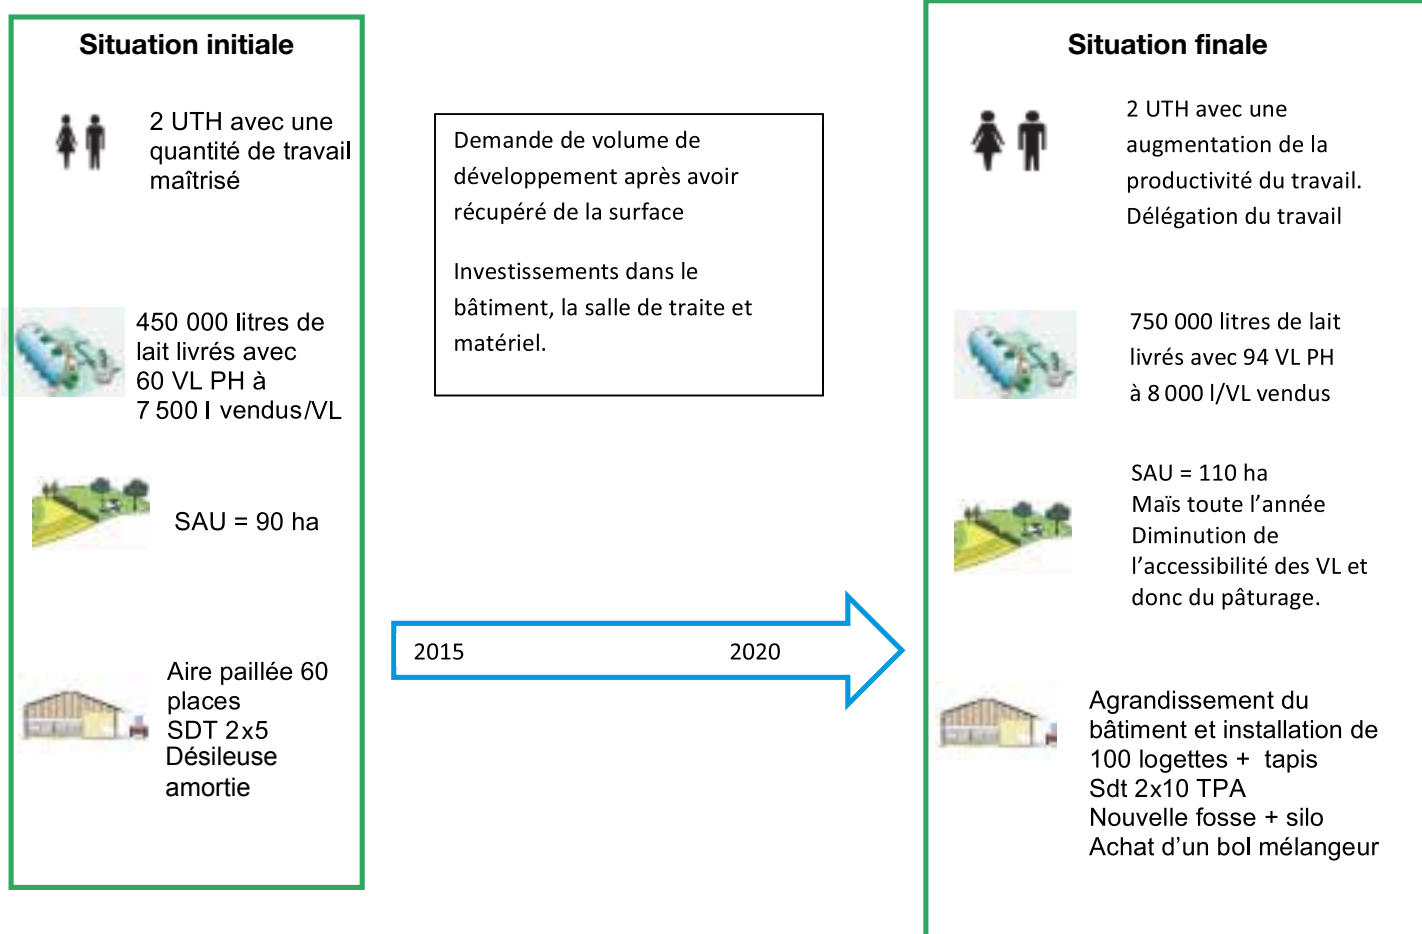 Situation initiale
2 UTH avec une
quantité de travail
maîtrisé
450 000 litres de
lait livrés avec
60 VL PH à
7 500 l vendus/VL
SAU = 90 ha
Aire paillée 60
places
SDT 2x5
Désileuse
amortie
Demande de volume de
développement après avoir
récupéré de la surface
Investissements dans le
bâtiment, la salle de traite et
matériel.
2015 2020
Situation finale
2 UTH avec une
augmentation de la
productivité du travail.
Délégation du travail
750 000 litres de lait
livrés avec 94 VL PH
à 8 000 l/VL vendus
SAU = 110 ha
Maïs toute l’année
Diminution de
l’accessibilité des VL et
donc du pâturage.
Agrandissement du
bâtiment et installation de
100 logettes + tapis
Sdt 2x10 TPA
Nouvelle fosse + silo
Achat d’un bol mélangeur